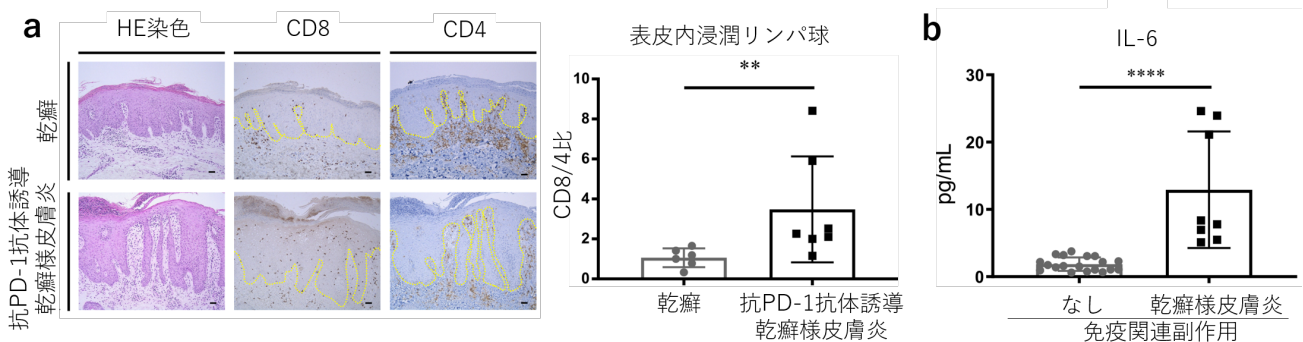 a
HE染色
CD8
CD4
乾癬
抗PD-1抗体誘導
乾癬様皮膚炎
表皮内浸潤リンパ球
**
CD8/4比
10
8
6
4
2
0
乾癬
抗PD-1抗体誘導
乾癬様皮膚炎
b
IL-6
****
pg/mL
30
20
10
0
なし
乾癬様皮膚炎
免疫関連副作用